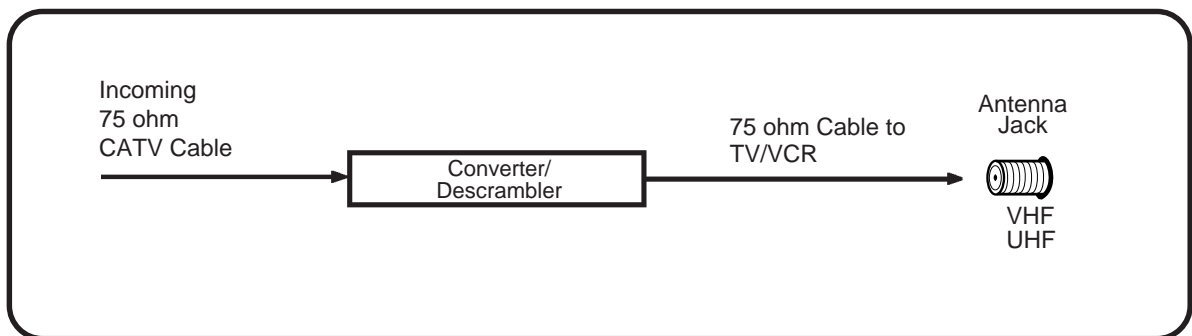 Incoming
75 ohm
CATV Cable
Converter/
Descrambler
75 ohm Cable to
TV/VCR
Antenna
Jack
VHF
UHF